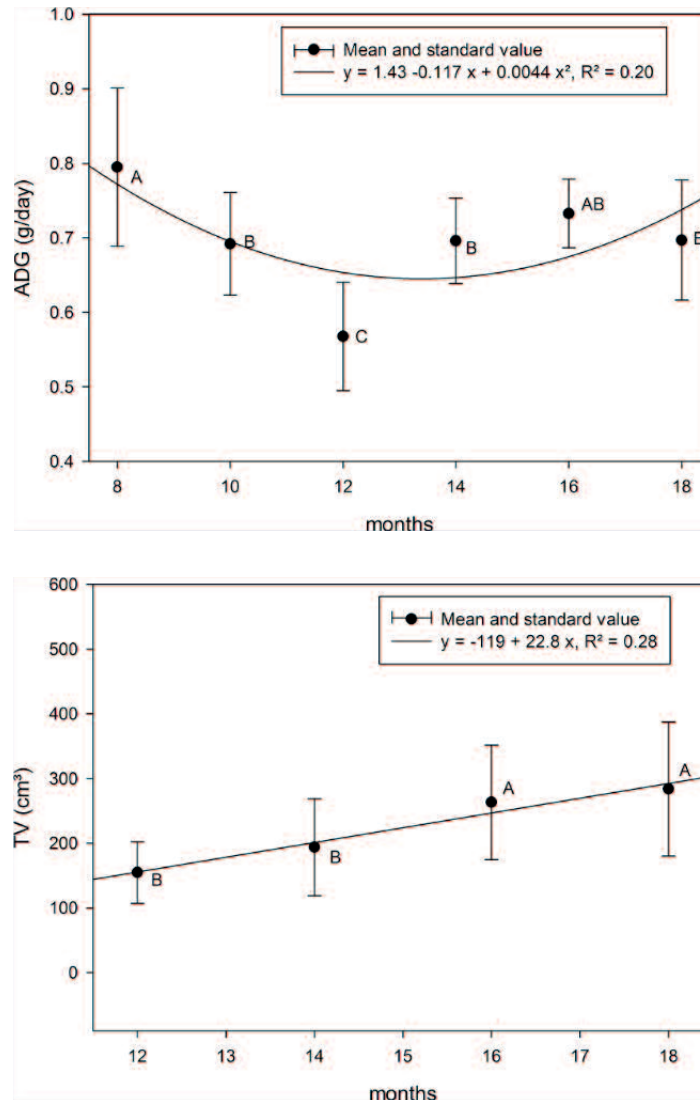 1.0
Mean and standard value
y = 1.43 -0.117 x + 0.0044 x², R² = 0.20
0.9
0.8
A
AB
ADG (g/day)
0.7
B
B
0.6
C
0.5
0.4
8 10 12 14 16 18
months
600
Mean and standard value
y = -119 + 22.8 x, R² = 0.28
500
400
300
A
A
TV (cm³)
200
B
B
100
0
12 13 14 15 16 17 18
months